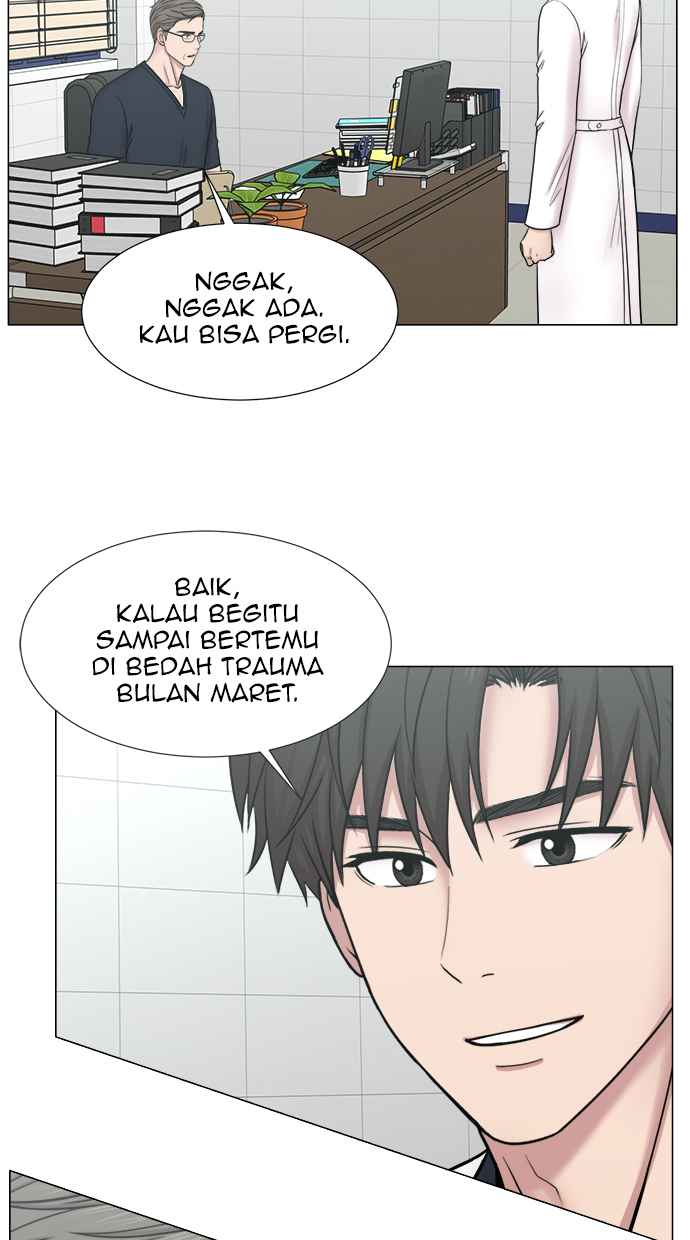 NGGAK,
NGGAK ADA.
KAU BISA PERGI.
BAIK,
KALAU BEGITU
SAMPAI BERTEMU
DI BEDAH TRAUMA
BULAN MARET.